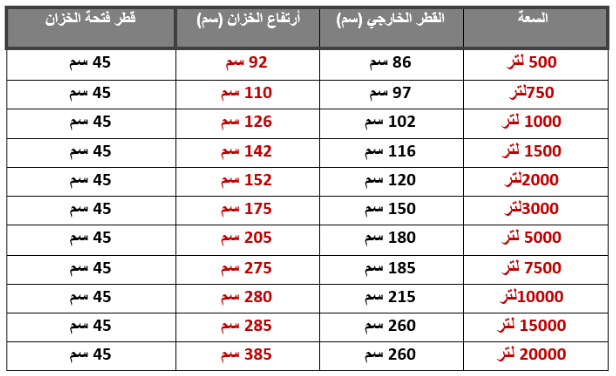 السعة القطر الخارجي (سم) أرتفاع الخزان (سم) قطر فتحة الخزان
500 لتر 86 سم 92 سم 45 سم
750لتر 97 سم 110 سم 45 سم
1000 لتر 102 سم 126 سم 45 سم
1500 لتر 116 سم 142 سم 45 سم
2000لتر 120 سم 152 سم 45 سم
3000لتر 150 سم 175 سم 45 سم
5000 لتر 180 سم 205 سم 45 سم
7500 لتر 185 سم 275 سم 45 سم
10000لتر 215 سم 280 سم 45 سم
15000 لتر 260 سم 285 سم 45 سم
20000 لتر 260 سم 385 سم 45 سم